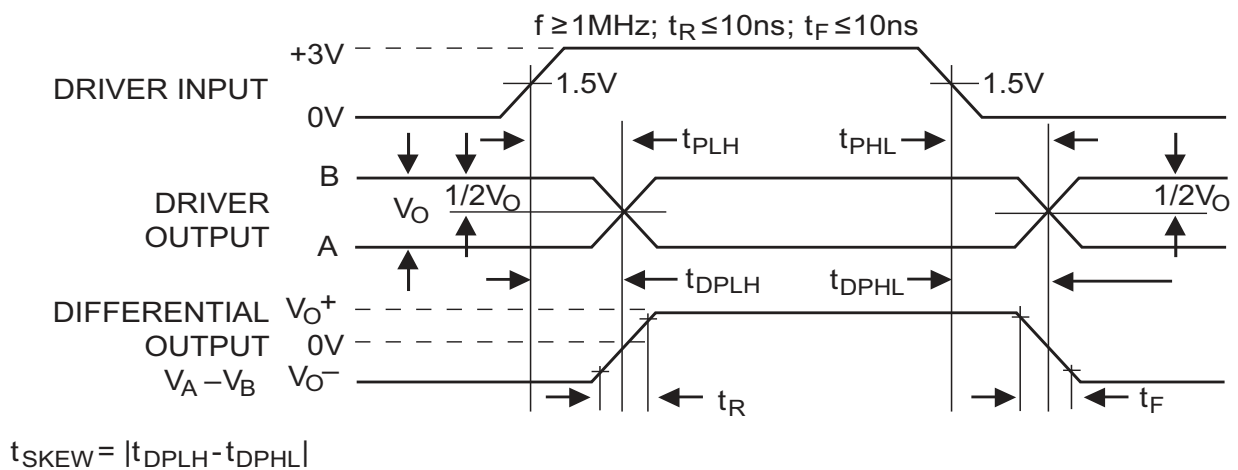 f ≥1MHz; tR ≤10ns; tF ≤10ns
+3V
DRIVER INPUT
1.5V
1.5V
0V
tPLH
tPHL
B
DRIVER
OUTPUT
VO
1/2VO
1/2VO
A
tDPLH
tDPHL
DIFFERENTIAL
OUTPUT
VA –VB
VO+
0V
VO–
tR
tF
tSKEW = |tDPLH - tDPHL|